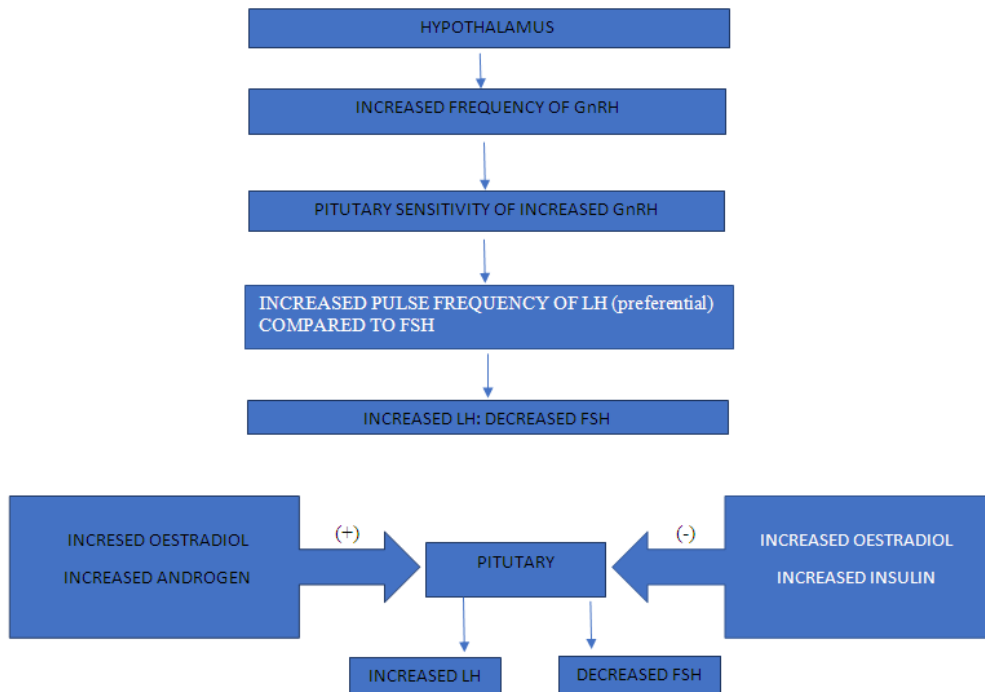 HYPOTHALAMUS
INCREASED FREQUENCY OF GnRH
PITUTARY SENSITIVITY OF INCREASED GnRH
INCREASED PULSE FREQUENCY OF LH (preferential)
COMPARED TO FSH
INCREASED LH: DECREASED FSH
INCRESED OESTRADIOL
INCREASED ANDROGEN
(+)
PITUTARY
(-)
INCREASED OESTRADIOL
INCREASED INSULIN
INCREASED LH
DECREASED FSH